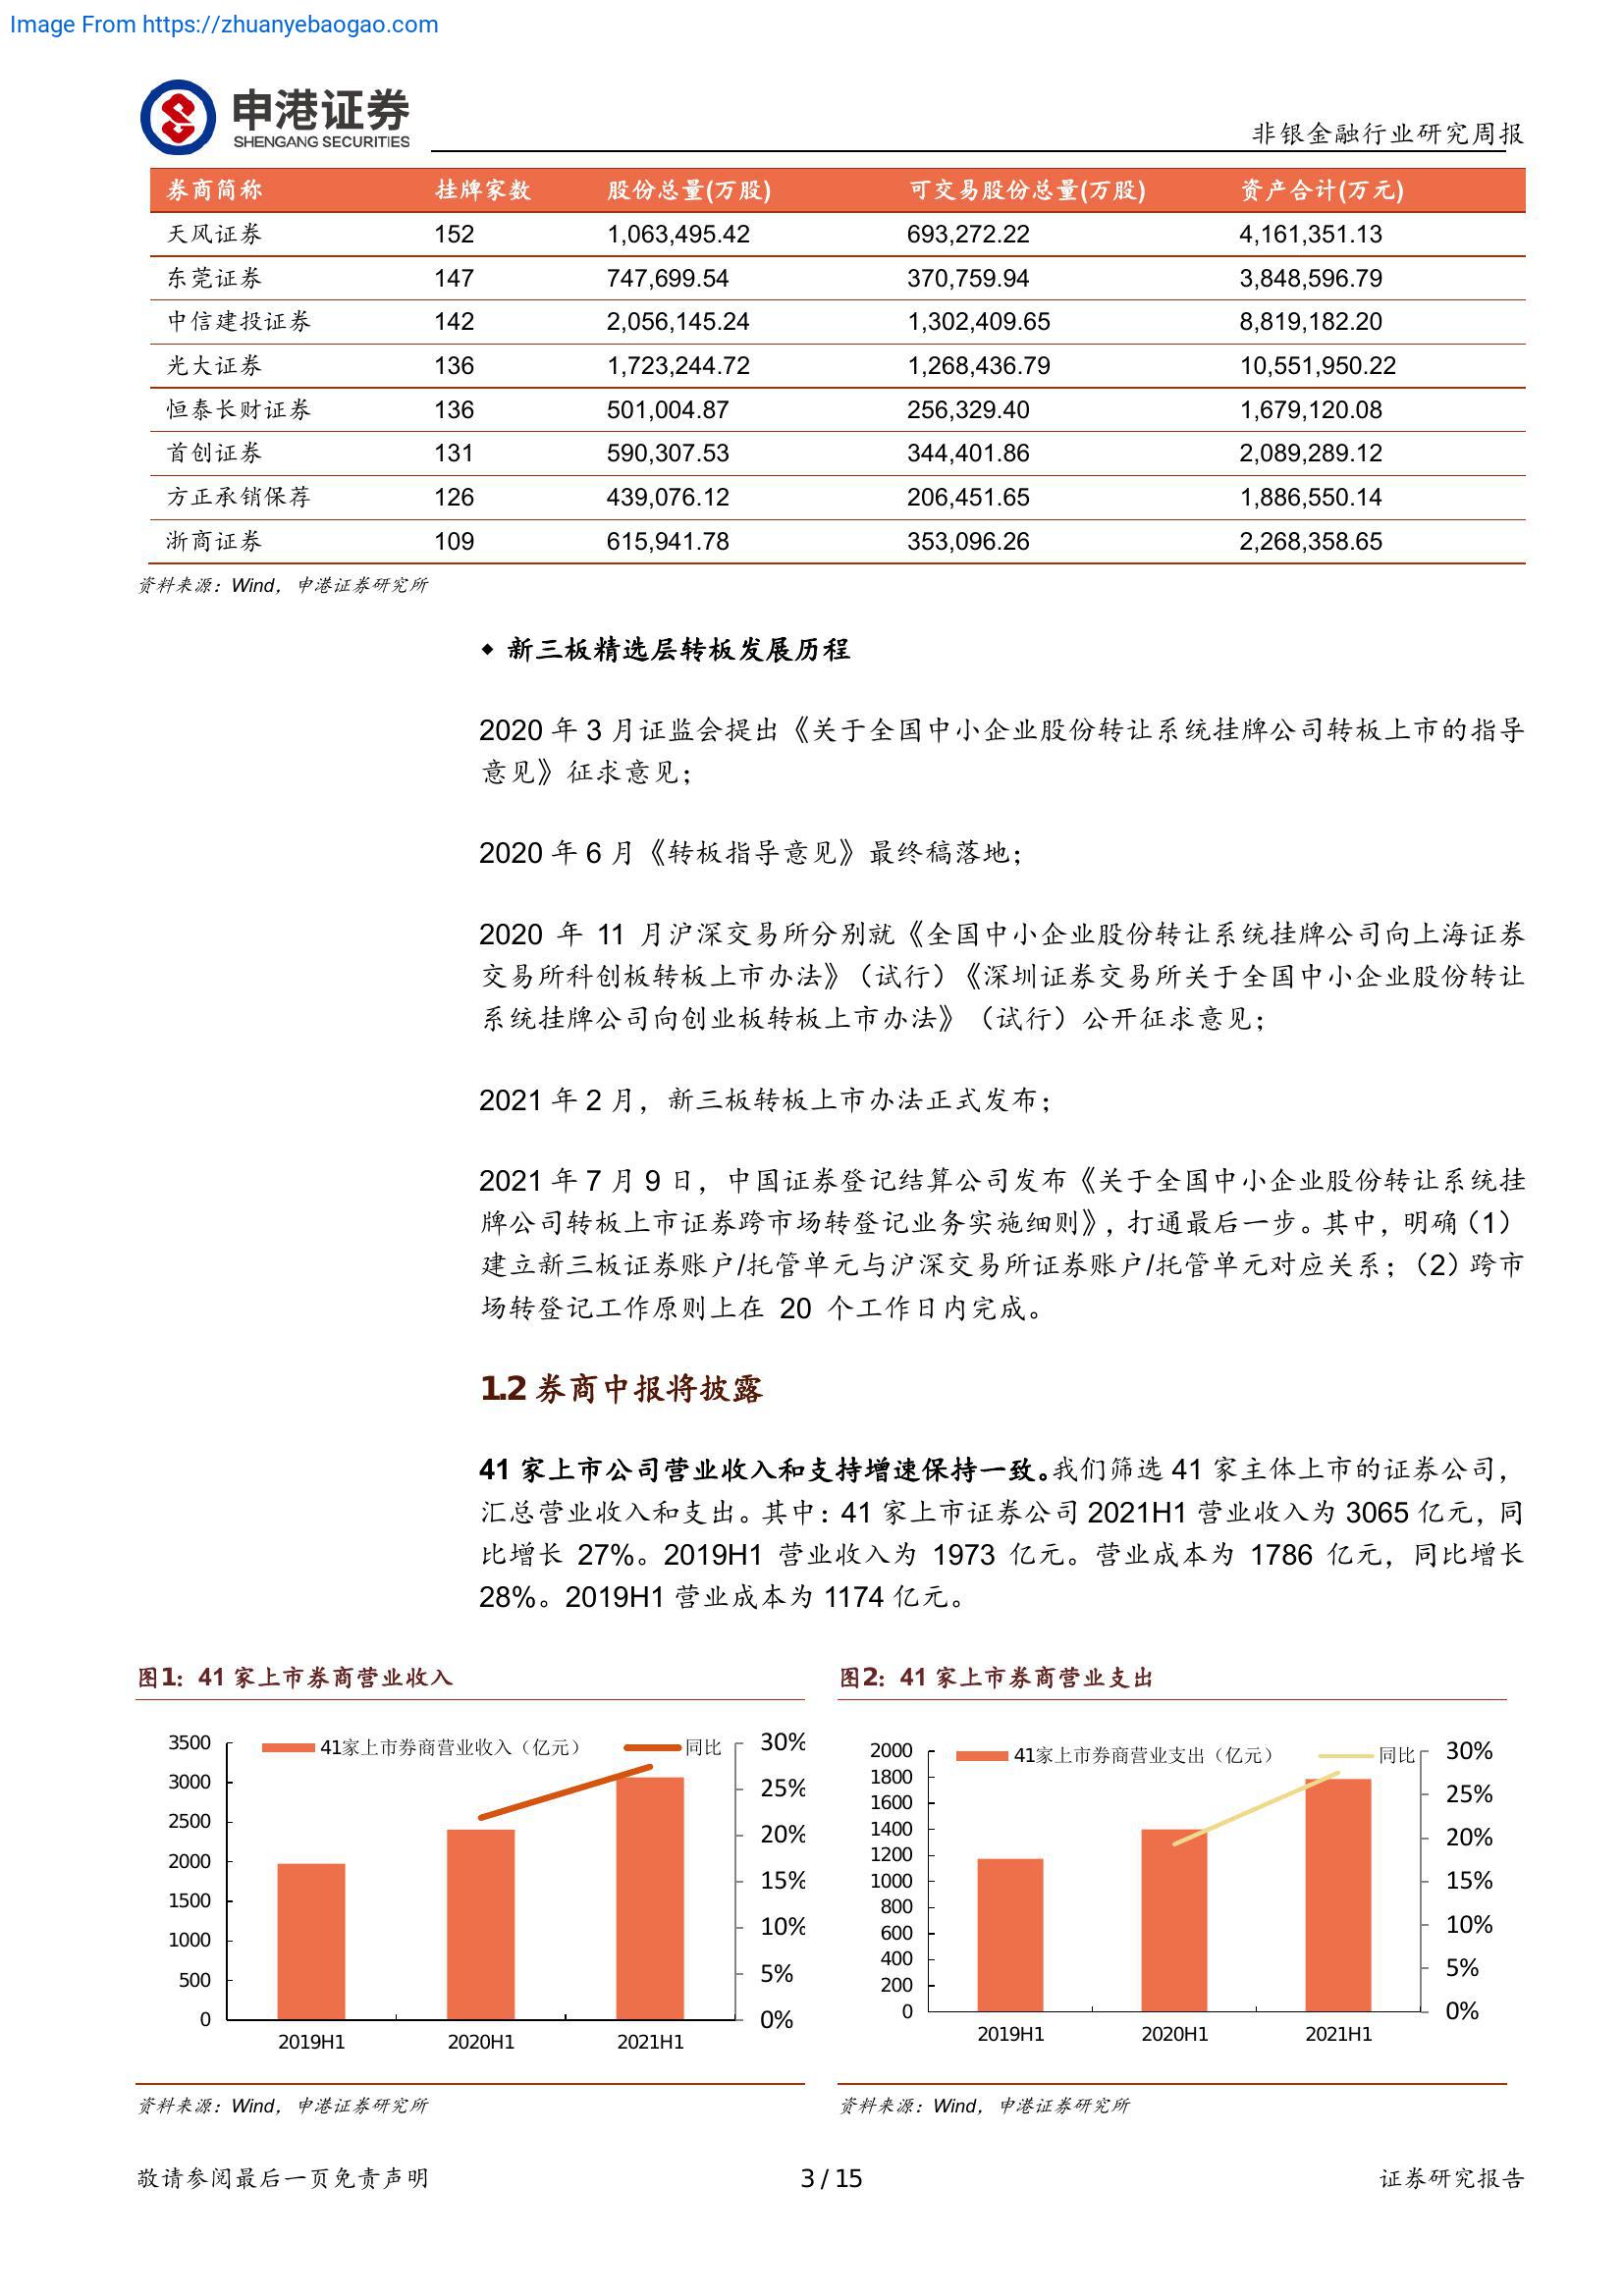 Image From https://zhuanyebaogao.com
申港证券
SHENGANG SECURITIES
非银金融行业研究周报
券商简称 挂牌家数 股份总量(万股) 可交易股份总量(万股) 资产合计(万元)
天风证券 152 1,063,495.42 693,272.22 4,161,351.13
东莞证券 147 747,699.54 370,759.94 3,848,596.79
中信建投证券 142 2,056,145.24 1,302,409.65 8,819,182.20
光大证券 136 1,723,244.72 1,268,436.79 10,551,950.22
恒泰长财证券 136 501,004.87 256,329.40 1,679,120.08
首创证券 131 590,307.53 344,401.86 2,089,289.12
方正承销保荐 126 439,076.12 206,451.65 1,886,550.14
浙商证券 109 615,941.78 353,096.26 2,268,358.65
资料来源：Wind，申港证券研究所
◆ 新三板精选层转板发展历程
2020 年 3 月证监会提出《关于全国中小企业股份转让系统挂牌公司转板上市的指导
意见》征求意见；
2020 年 6 月《转板指导意见》最终稿落地；
2020 年 11 月沪深交易所分别就《全国中小企业股份转让系统挂牌公司向上海证券
交易所科创板转板上市办法》（试行）《深圳证券交易所关于全国中小企业股份转让
系统挂牌公司向创业板转板上市办法》（试行）公开征求意见；
2021 年 2 月，新三板转板上市办法正式发布；
2021 年 7 月 9 日，中国证券登记结算公司发布《关于全国中小企业股份转让系统挂
牌公司转板上市证券跨市场转登记业务实施细则》，打通最后一步。其中，明确（1）
建立新三板证券账户/托管单元与沪深交易所证券账户/托管单元对应关系；（2）跨市
场转登记工作原则上在 20 个工作日内完成。
1.2 券商中报将披露
41 家上市公司营业收入和支持增速保持一致。我们筛选 41 家主体上市的证券公司，
汇总营业收入和支出。其中：41 家上市证券公司 2021H1 营业收入为 3065 亿元，同
比增长 27%。2019H1 营业收入为 1973 亿元。营业成本为 1786 亿元，同比增长
28%。2019H1 营业成本为 1174 亿元。
图1：41 家上市券商营业收入
41家上市券商营业收入（亿元） 同比
3500
3000
2500
2000
1500
1000
500
0
30%
25%
20%
15%
10%
5%
0%
2019H1 2020H1 2021H1
资料来源：Wind，申港证券研究所
图2：41 家上市券商营业支出
41家上市券商营业支出（亿元） 同比
2000
1800
1600
1400
1200
1000
800
600
400
200
0
30%
25%
20%
15%
10%
5%
0%
2019H1 2020H1 2021H1
资料来源：Wind，申港证券研究所
敬请参阅最后一页免责声明
3 / 15
证券研究报告